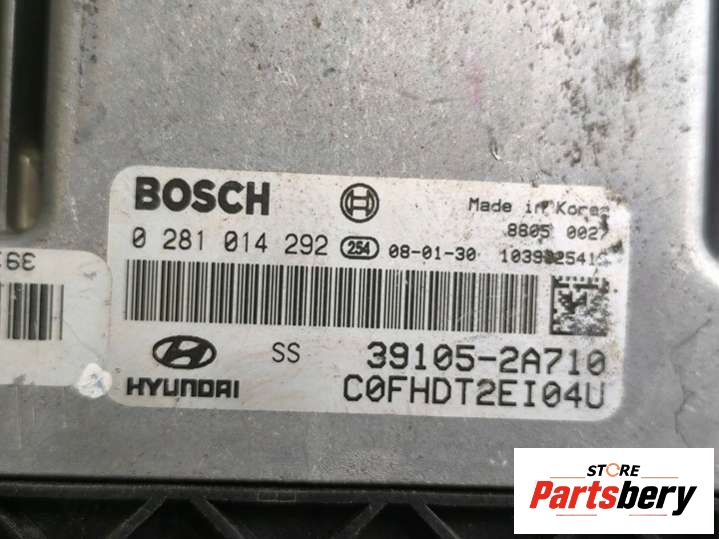 BOSCH
Made in Korea
8805 002
0 281 014 292 254 08-01-30
SS 39105-2A710
HYUNDAI C0FHDT2EI04U
STORE
Partsbery